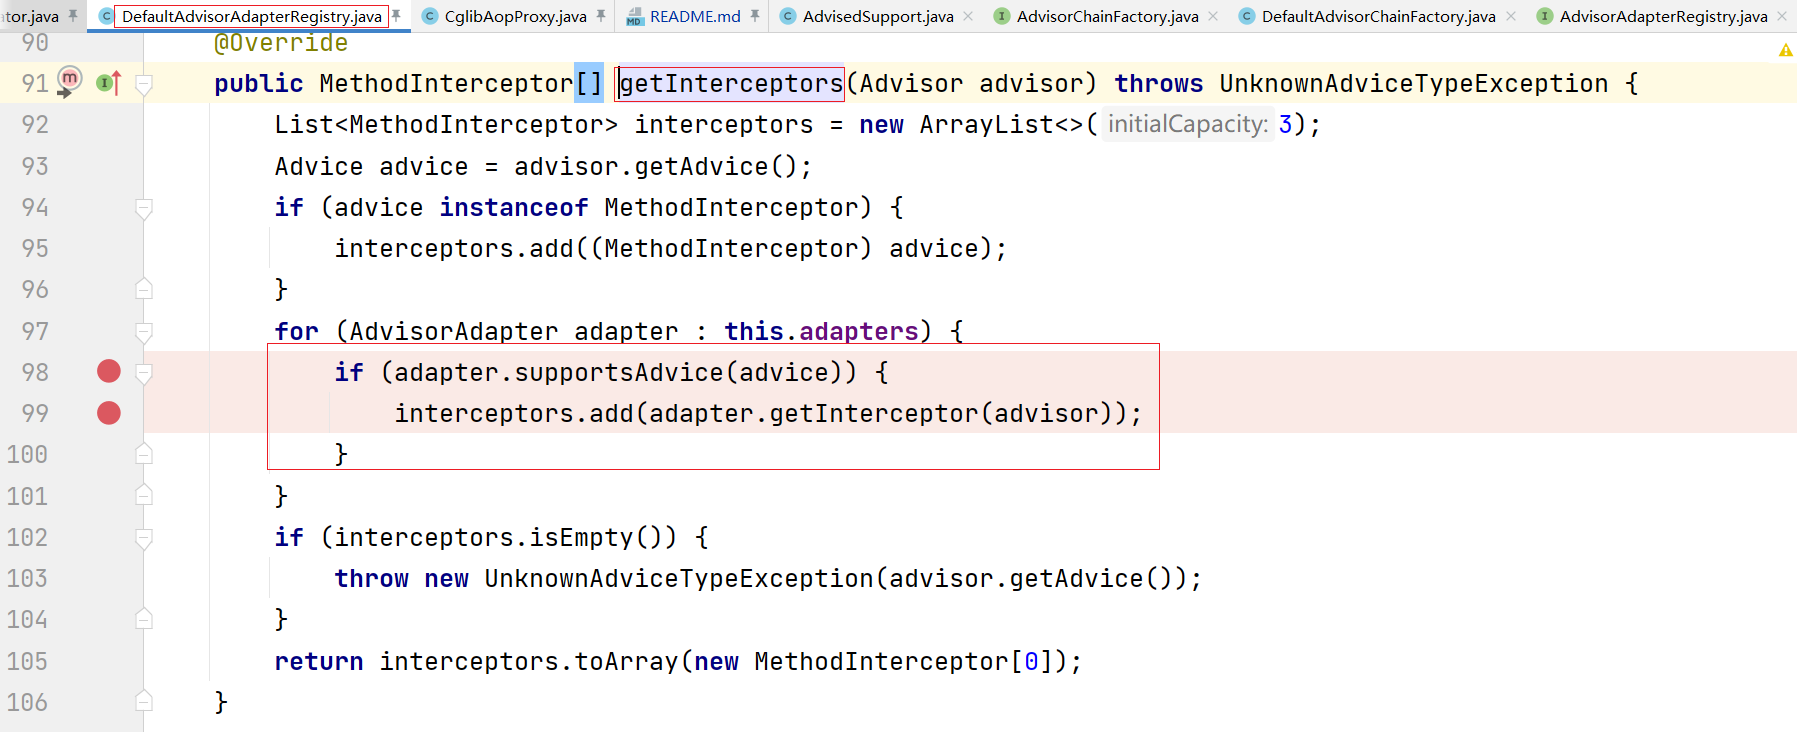 ator.java DefaultAdvisorAdapterRegistry.java CglibAopProxy.java README.md AdvisedSupport.java AdvisorChainFactory.java DefaultAdvisorChainFactory.java AdvisorAdapterRegistry.java
90 @Override
91 public MethodInterceptor[] getInterceptors(Advisor advisor) throws UnknownAdviceTypeException {
92 List<MethodInterceptor> interceptors = new ArrayList<>( initialCapacity: 3);
93 Advice advice = advisor.getAdvice();
94 if (advice instanceof MethodInterceptor) {
95 interceptors.add((MethodInterceptor) advice);
96 }
97 for (AdvisorAdapter adapter : this.adapters) {
98 if (adapter.supportsAdvice(advice)) {
99 interceptors.add(adapter.getInterceptor(advisor));
100 }
101 }
102 if (interceptors.isEmpty()) {
103 throw new UnknownAdviceTypeException(advisor.getAdvice());
104 }
105 return interceptors.toArray(new MethodInterceptor[0]);
106 }